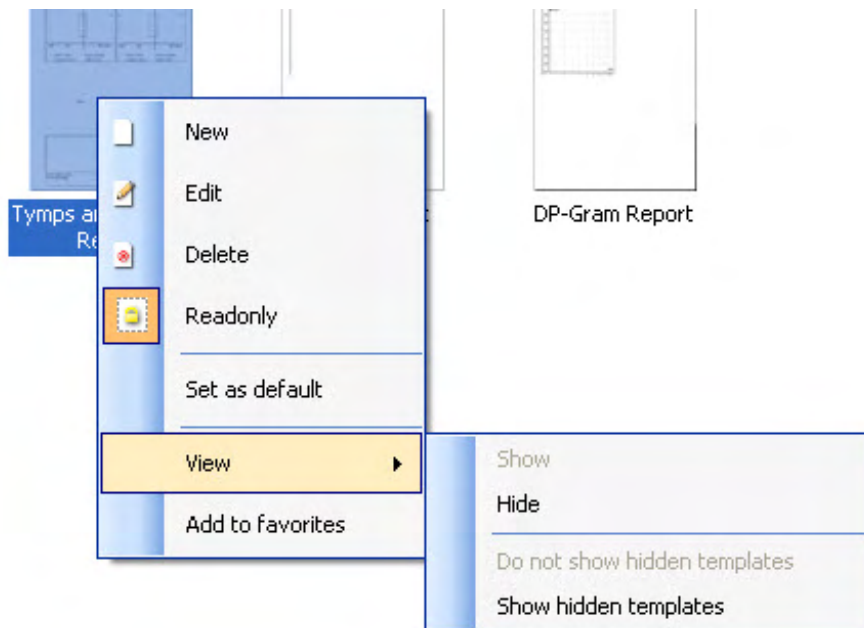 New
Edit
Tymps a
DP-Gram Report
Re
Delete
Readonly
Set as default
View
Show
Hide
Add to favorites
Do not show hidden templates
Show hidden templates